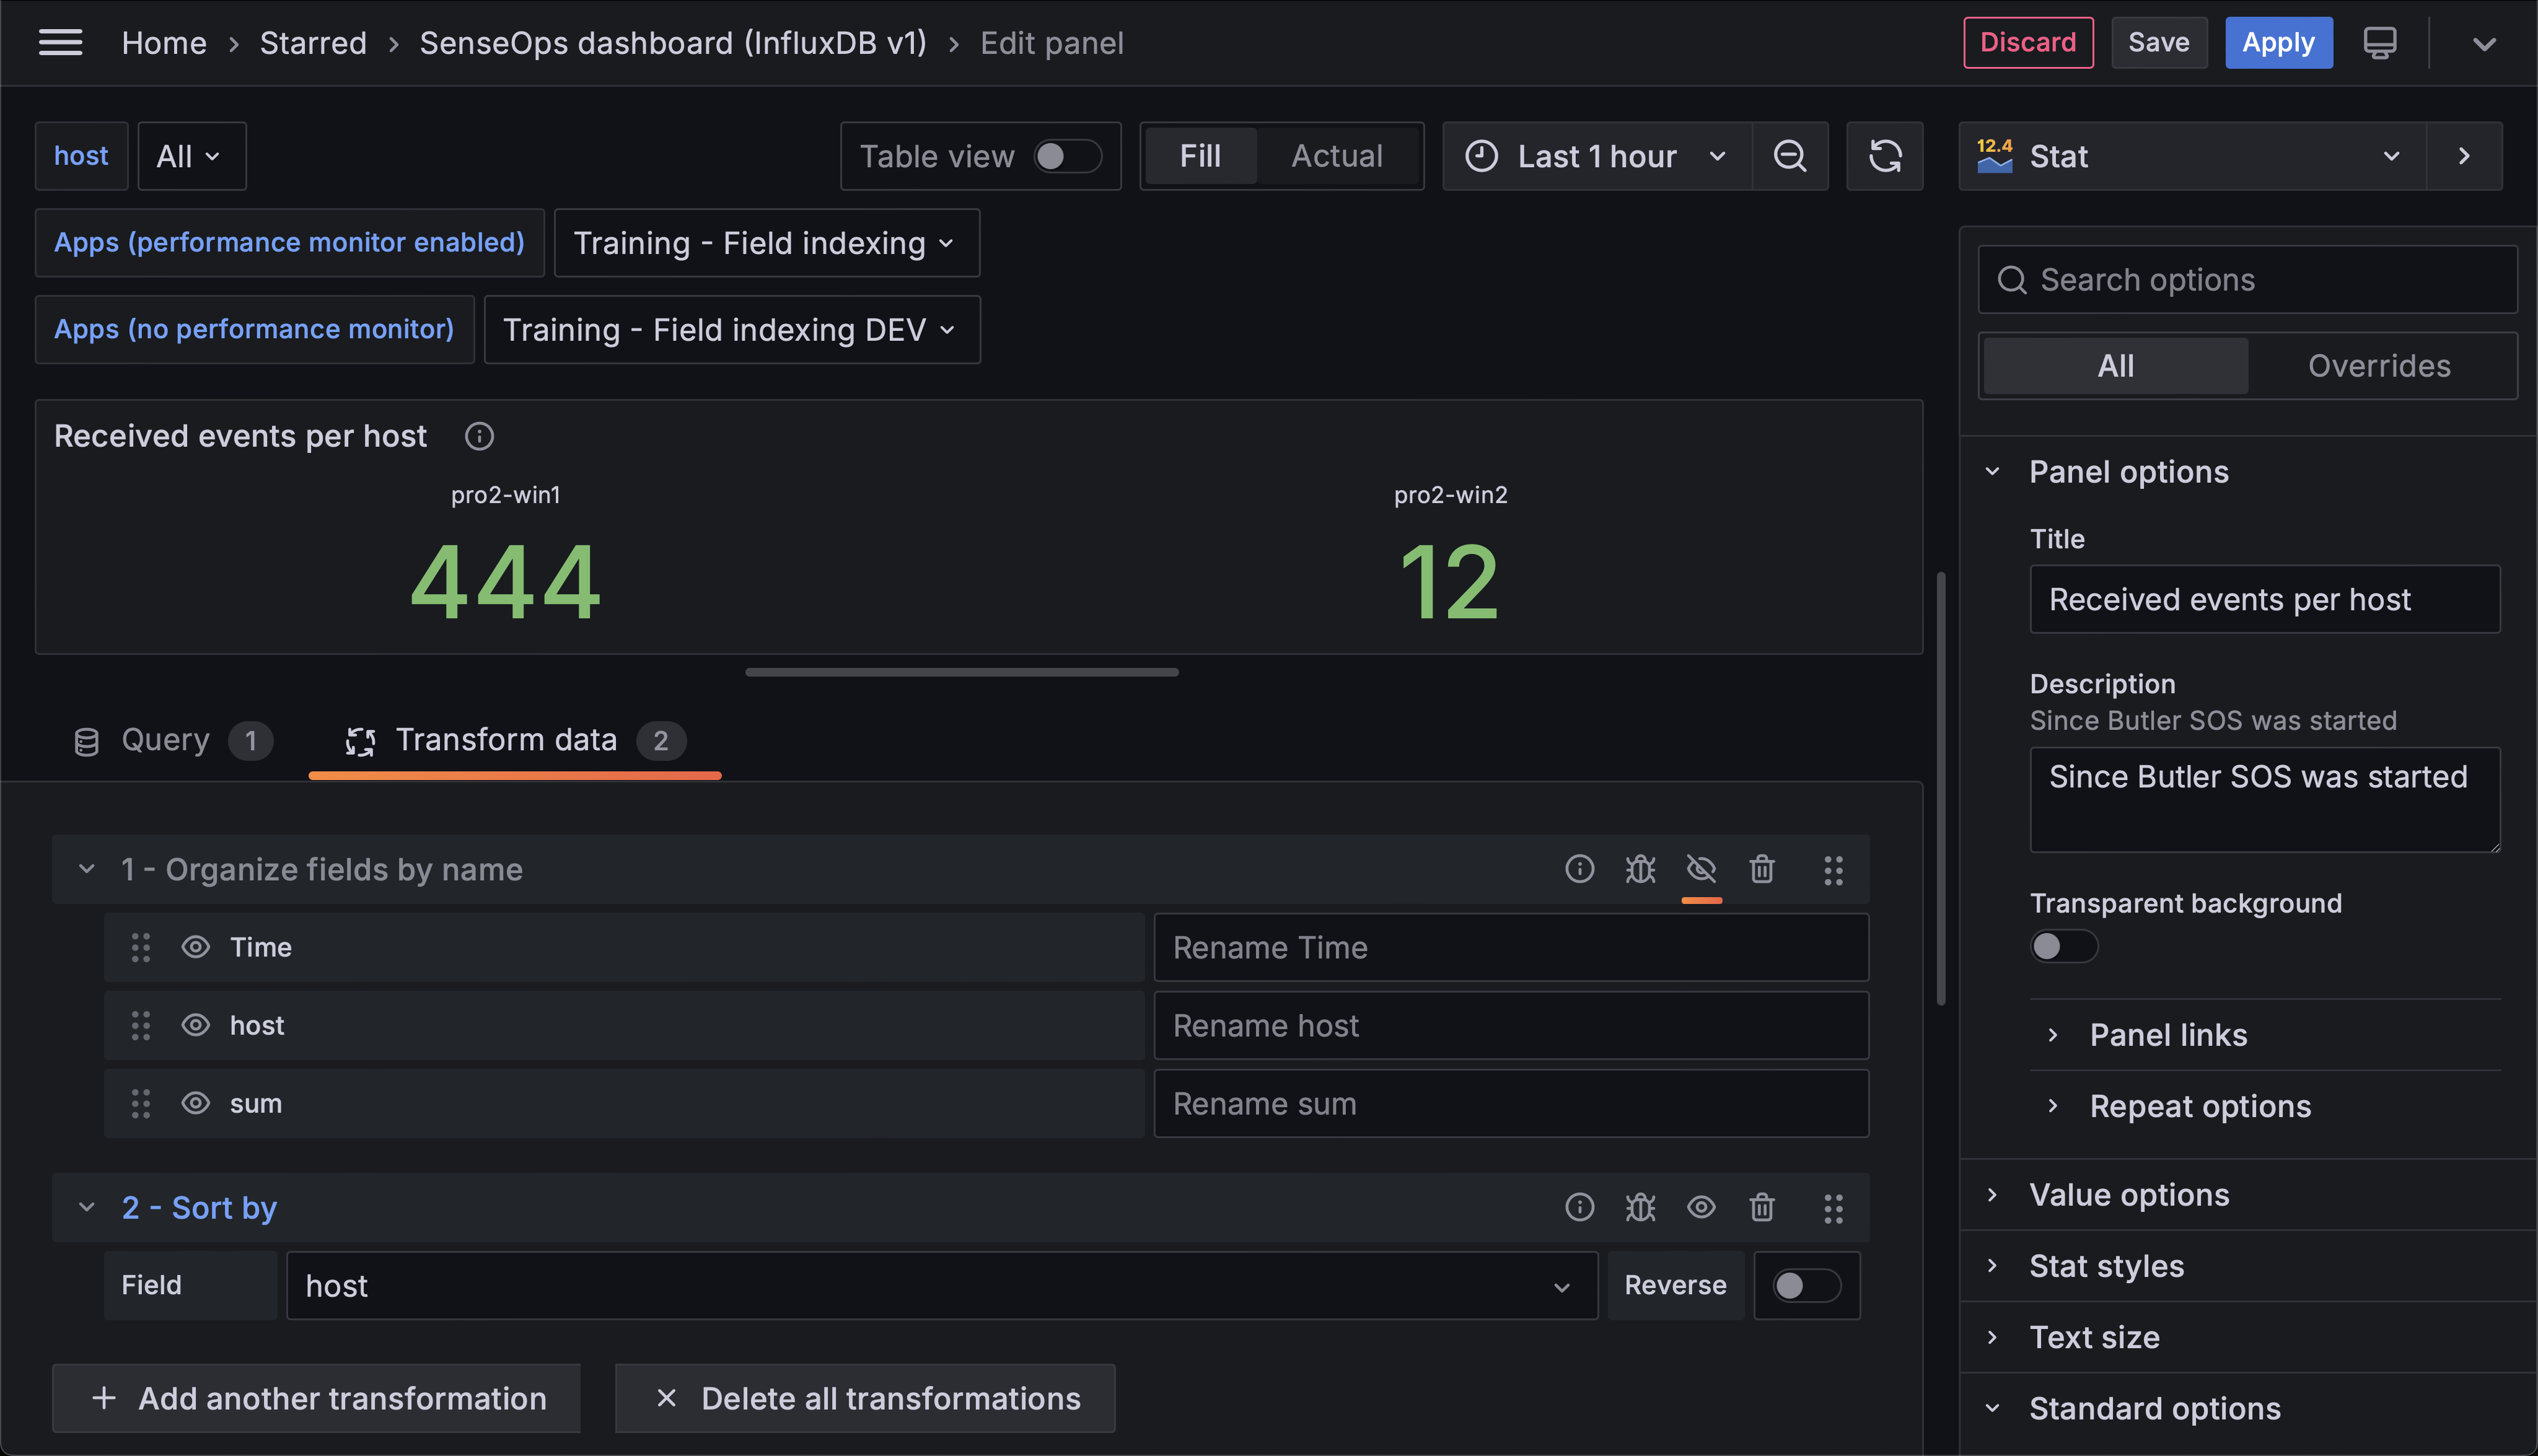 Home › Starred › SenseOps dashboard (InfluxDB v1) › Edit panel
Discard Save Apply
host All
Table view Fill Actual Last 1 hour
12.4 Stat
Apps (performance monitor enabled) Training - Field indexing
Apps (no performance monitor) Training - Field indexing DEV
Received events per host
pro2-win1 pro2-win2
444 12
Query 1 Transform data 2
1 - Organize fields by name
Time Rename Time
host Rename host
sum Rename sum
2 - Sort by
Field host Reverse
Add another transformation Delete all transformations
Search options
All Overrides
Panel options
Title
Received events per host
Description
Since Butler SOS was started
Since Butler SOS was started
Transparent background
Panel links
Repeat options
Value options
Stat styles
Text size
Standard options